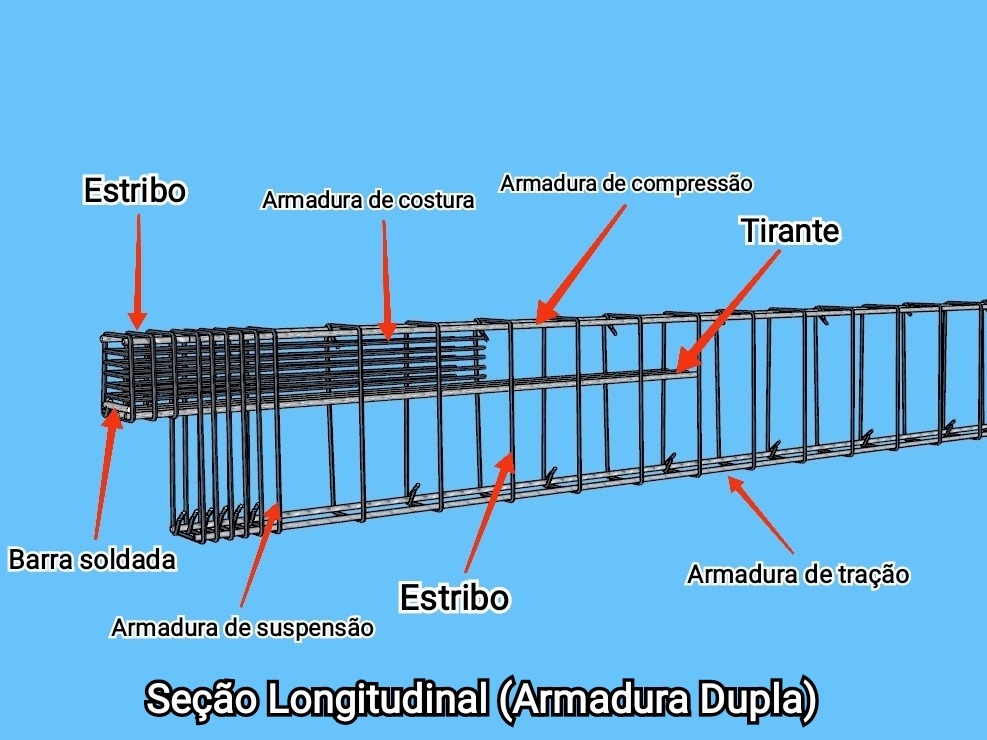 Estribo
Armadura de costura
Armadura de compressão
Tirante
Barra soldada
Armadura de suspensão
Estribo
Armadura de tração
Seção Longitudinal (Armadura Dupla)